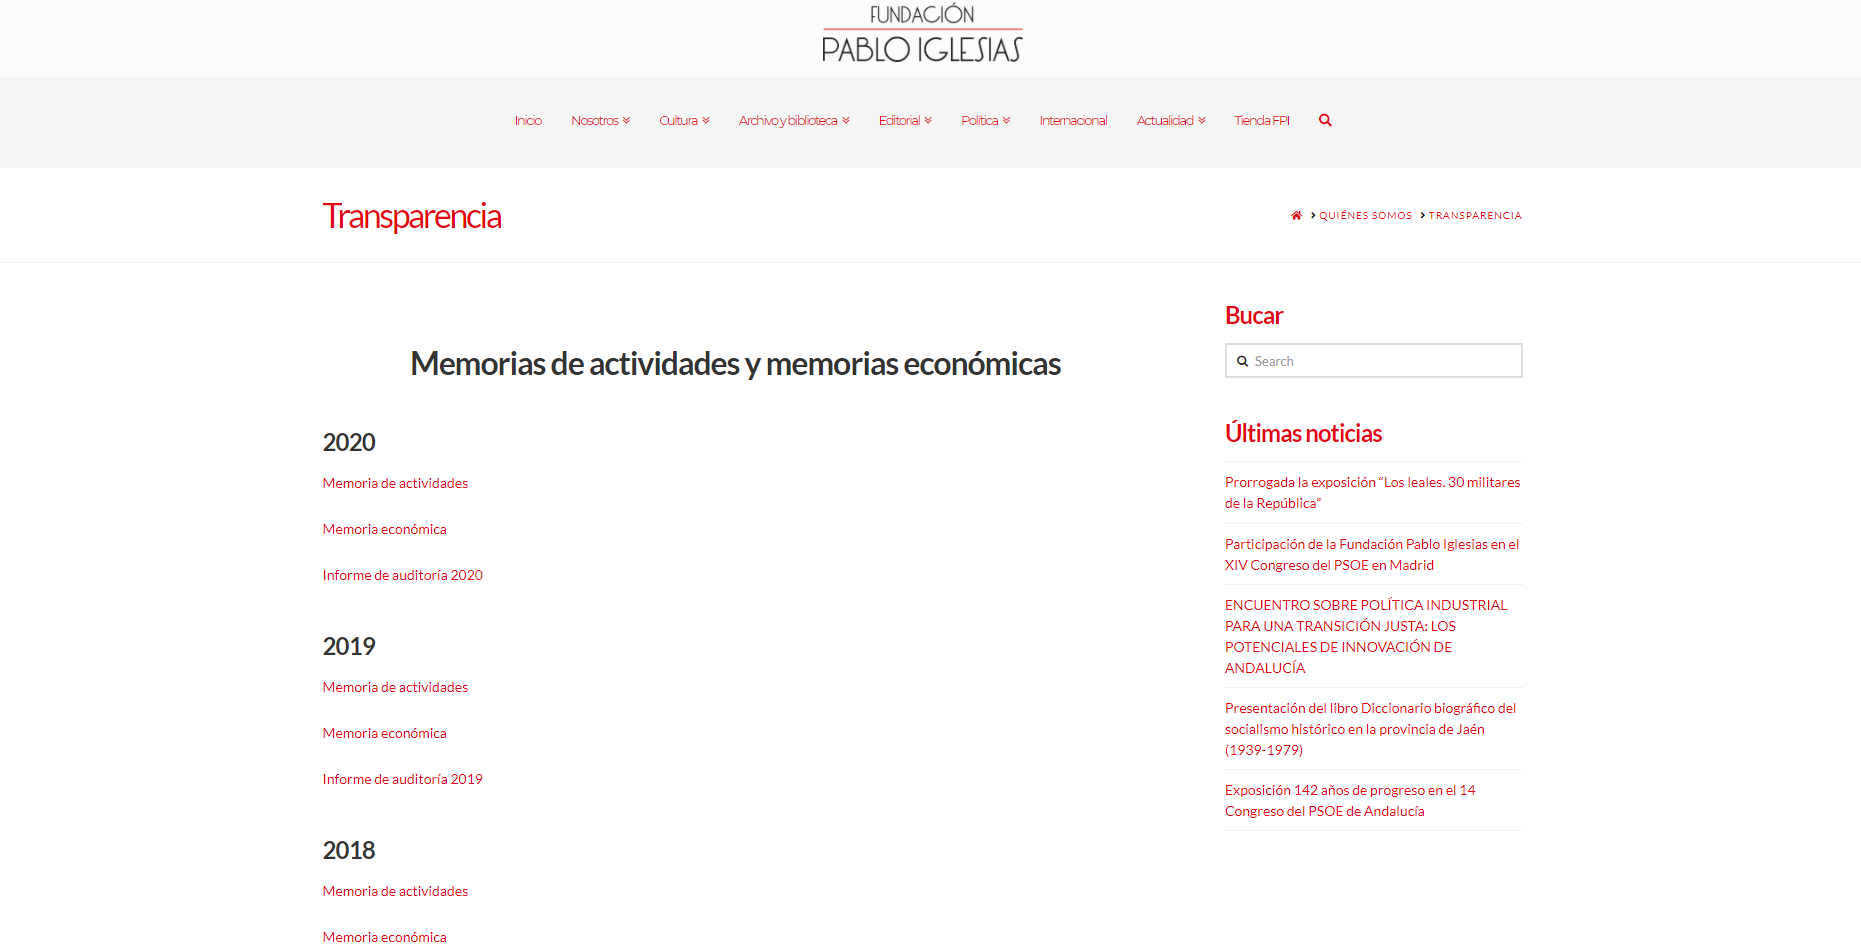 FUNDACIÓN
PABLO IGLESIAS
Inicio Nosotros Cultura Archivo y biblioteca Editorial Política Internacional Actualidad Tienda FPI
Transparencia
QUIÉNES SOMOS TRANSPARENCIA
Memorias de actividades y memorias económicas
2020
Memoria de actividades
Memoria económica
Informe de auditoría 2020
2019
Memoria de actividades
Memoria económica
Informe de auditoría 2019
2018
Memoria de actividades
Memoria económica
Bucar
Search
Últimas noticias
Prorrogada la exposición “Los leales. 30 militares
de la República”
Participación de la Fundación Pablo Iglesias en el
XIV Congreso del PSOE en Madrid
ENCUENTRO SOBRE POLÍTICA INDUSTRIAL
PARA UNA TRANSICIÓN JUSTA: LOS
POTENCIALES DE INNOVACIÓN DE
ANDALUCÍA
Presentación del libro Diccionario biográfico del
socialismo histórico en la provincia de Jaén
(1939-1979)
Exposición 142 años de progreso en el 14
Congreso del PSOE de Andalucía